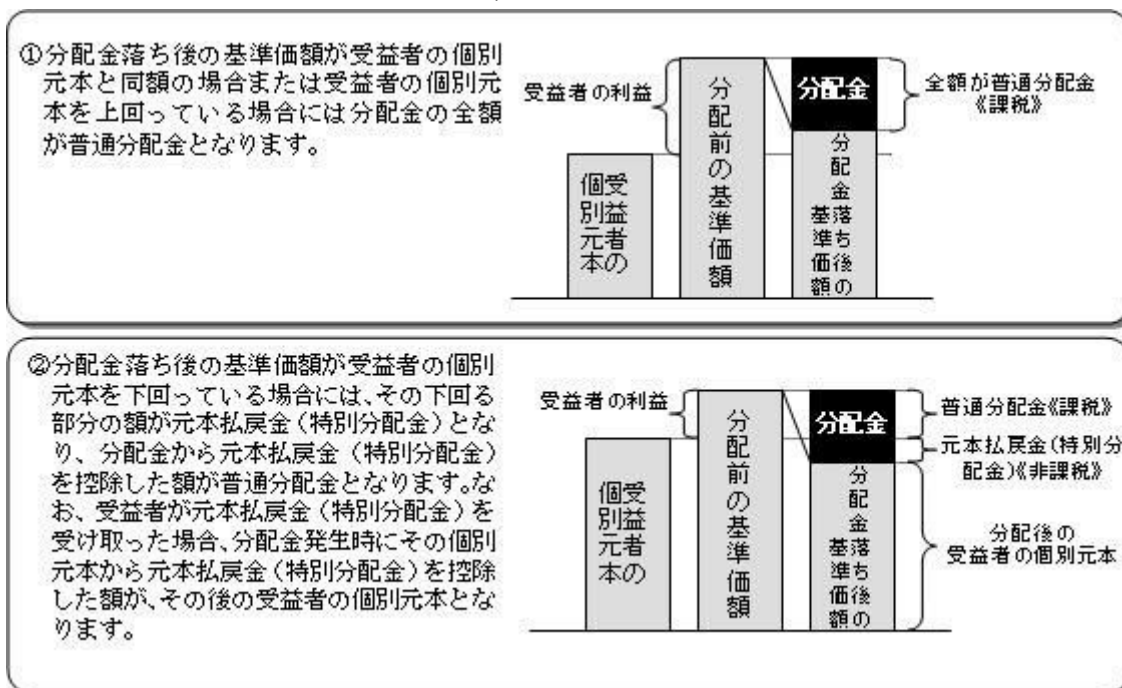 ①分配金落ち後の基準価額が受益者の個別
元本と同額の場合または受益者の個別元
本を上回っている場合には分配金の全額
が普通分配金となります。
受益者の利益
受益者の
個別元本
分配前の基準価額
分配金
分配金落ち後の
基準価額
全額が普通分配金
《課税》
②分配金落ち後の基準価額が受益者の個別
元本を下回っている場合には、その下回る
部分の額が元本払戻金(特別分配金)とな
り、分配金から元本払戻金(特別分配金)
を控除した額が普通分配金となります。な
お、受益者が元本払戻金(特別分配金)を
受け取った場合、分配金発生時にその個別
元本から元本払戻金(特別分配金)を控除
した額が、その後の受益者の個別元本とな
ります。
受益者の利益
受益者の
個別元本
分配前の基準価額
分配金
分配金落ち後の
基準価額
普通分配金《課税》
元本払戻金(特別分
配金)《非課税》
分配後の
受益者の個別元本